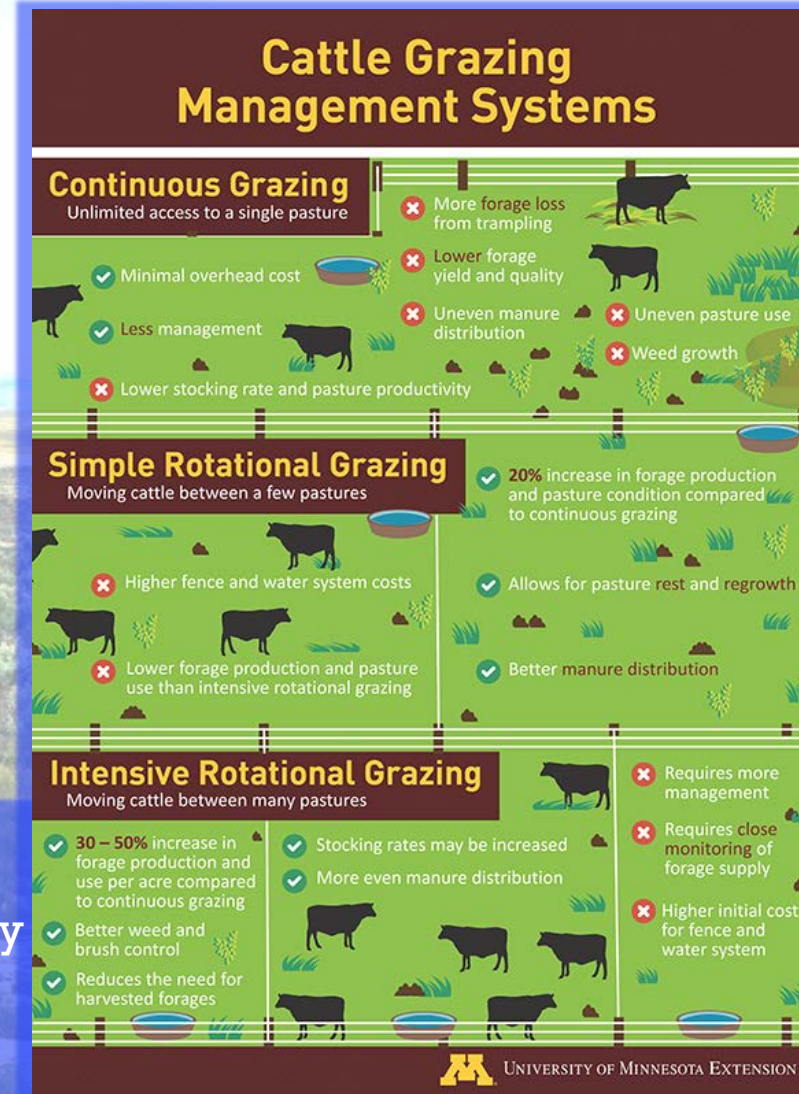 Cattle Grazing
Management Systems
Continuous Grazing
Unlimited access to a single pasture
Minimal overhead cost
Less management
Lower stocking rate and pasture productivity
More forage loss
from trampling
Lower forage
yield and quality
Uneven manure
distribution
Uneven pasture use
Weed growth
Simple Rotational Grazing
Moving cattle between a few pastures
Higher fence and water system costs
Lower forage production and pasture
use than intensive rotational grazing
20% increase in forage production
and pasture condition compared
to continuous grazing
Allows for pasture rest and regrowth
Better manure distribution
Intensive Rotational Grazing
Moving cattle between many pastures
30 – 50% increase in
forage production and
use per acre compared
to continuous grazing
Better weed and
brush control
Reduces the need for
harvested forages
Stocking rates may be increased
More even manure distribution
Requires more
management
Requires close
monitoring of
forage supply
Higher initial cost
for fence and
water system
y
UNIVERSITY OF MINNESOTA EXTENSION